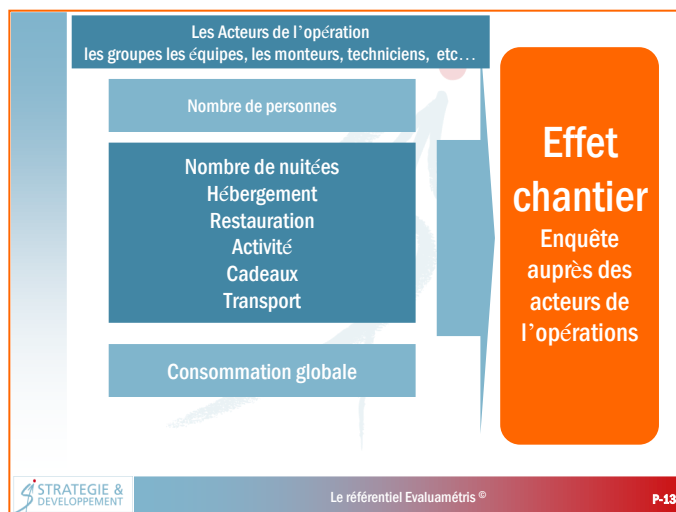 Les Acteurs de l'opération
les groupes les équipes, les monteurs, techniciens, etc…
Nombre de personnes
Nombre de nuitées
Hébergement
Restauration
Activité
Cadeaux
Transport
Consommation globale
Effet
chantier
Enquête
auprès des
acteurs de
l'opérations
STRATEGIE &
DEVELOPPEMENT
Le référentiel Evaluamétris ©
P-13